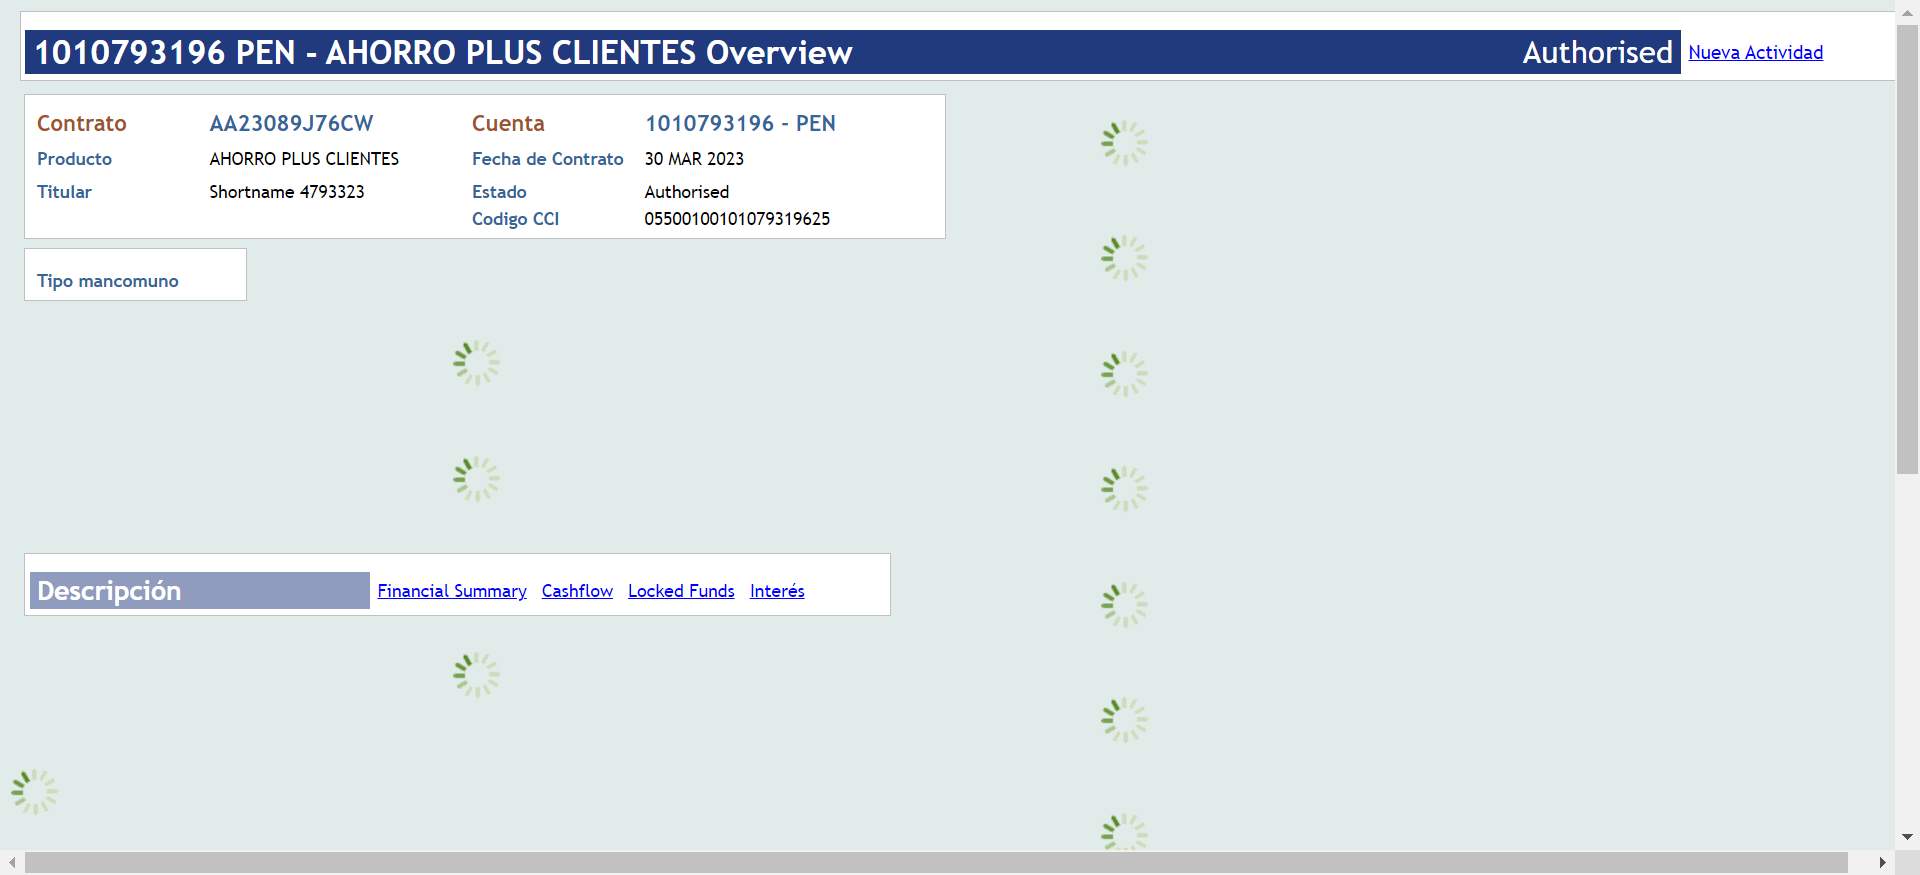 1010793196 PEN - AHORRO PLUS CLIENTES Overview Authorised Nueva Actividad
Contrato AA23089J76CW Cuenta 1010793196 - PEN
Producto AHORRO PLUS CLIENTES Fecha de Contrato 30 MAR 2023
Titular Shortname 4793323 Estado Authorised
Codigo CCI 05500100101079319625
Tipo mancomuno
Descripción Financial Summary Cashflow Locked Funds Interés